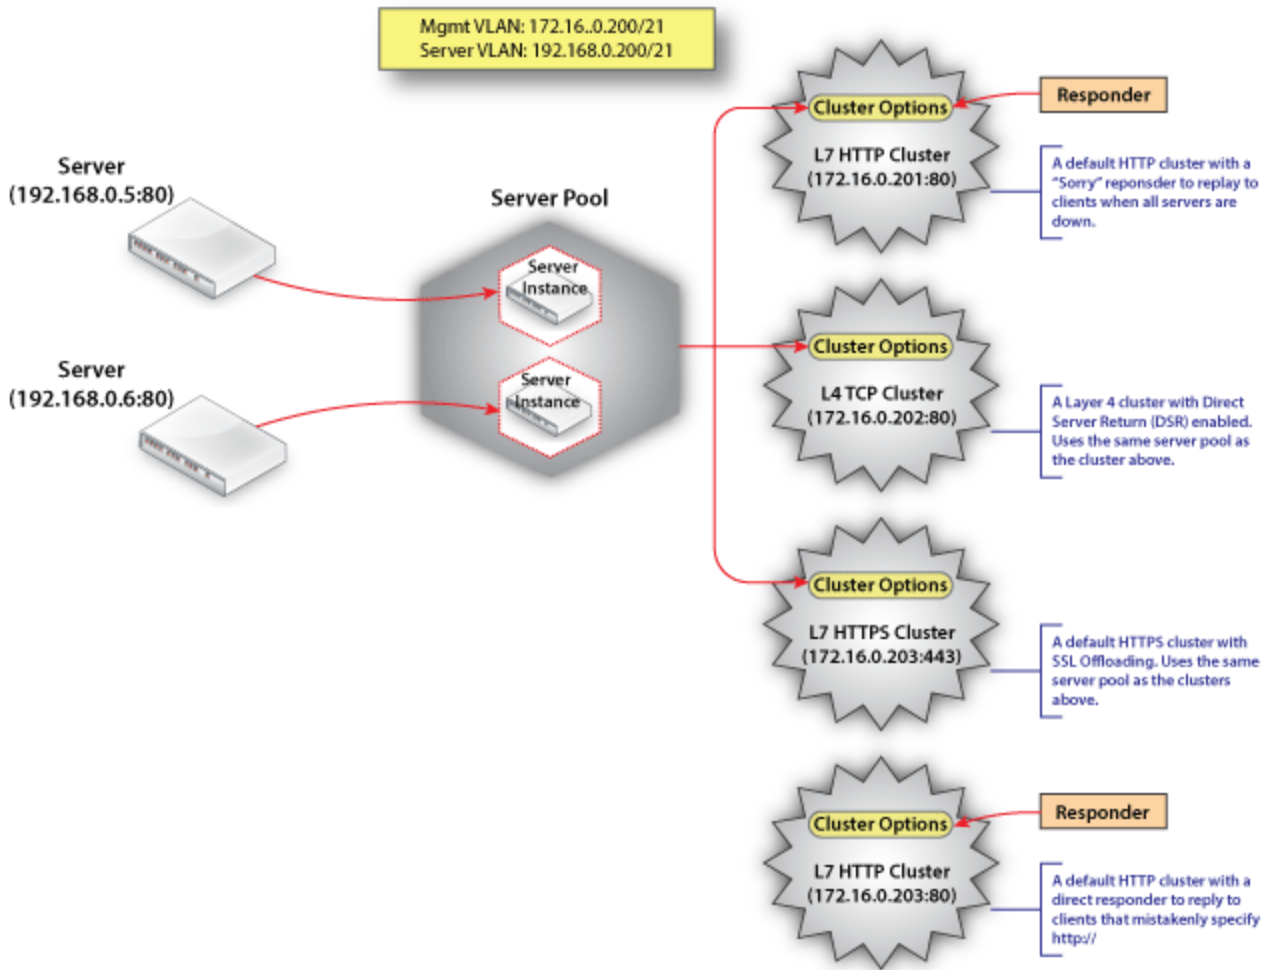 Mgmt VLAN: 172.16..0.200/21
Server VLAN: 192.168.0.200/21
Server
(192.168.0.5:80)
Server
(192.168.0.6:80)
Server Pool
Server
Instance
Server
Instance
Cluster Options
L7 HTTP Cluster
(172.16.0.201:80)
Responder
A default HTTP cluster with a
"Sorry" reponsder to replay to
clients when all servers are
down.
Cluster Options
L4 TCP Cluster
(172.16.0.202:80)
A Layer 4 cluster with Direct
Server Return (DSR) enabled.
Uses the same server pool as
the cluster above.
Cluster Options
L7 HTTPS Cluster
(172.16.0.203:443)
A default HTTPS cluster with
SSL Offloading. Uses the same
server pool as the clusters
above.
Cluster Options
L7 HTTP Cluster
(172.16.0.203:80)
Responder
A default HTTP cluster with a
direct responder to reply to
clients that mistakenly specify
http://